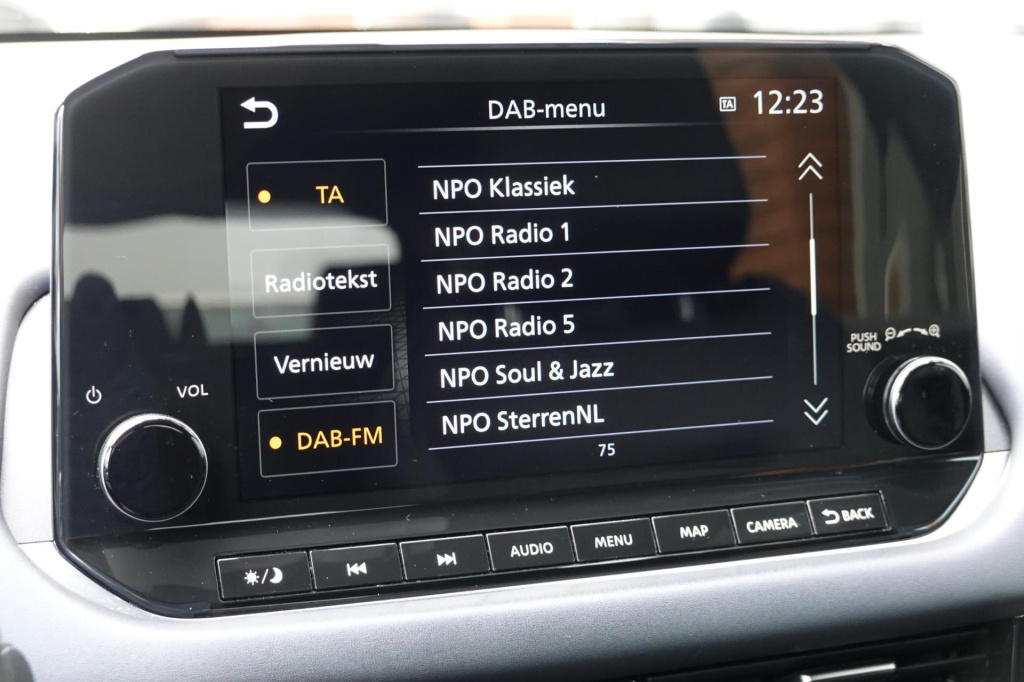 DAB-menu
TA 12:23
TA
Radiotekst
Vernieuw
DAB-FM
NPO Klassiek
NPO Radio 1
NPO Radio 2
NPO Radio 5
NPO Soul & Jazz
NPO SterrenNL
75
VOL
PUSH
SOUND
AUDIO
MENU
MAP
CAMERA
BACK